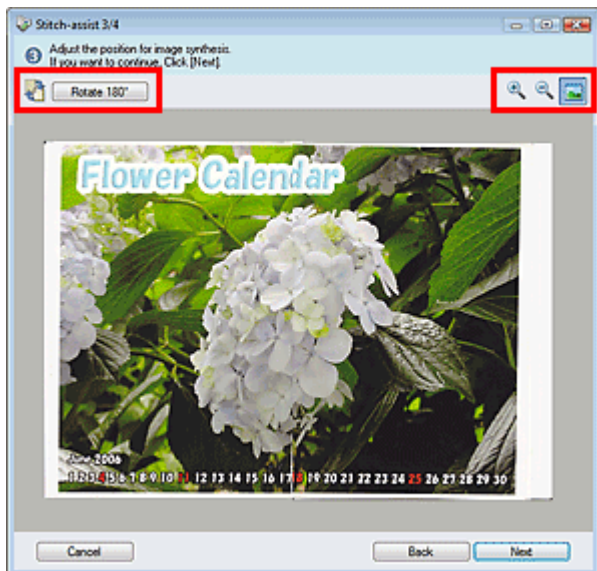 Stitch-assist 3/4
3 Adjust the position for image synthesis.
If you want to continue, Click [Next].
Rotate 180°
Flower Calendar
June 2006
1 2 3 4 5 6 7 8 9 10 11 12 13 14 15 16 17 18 19 20 21 22 23 24 25 26 27 28 29 30
Cancel
Back
Next